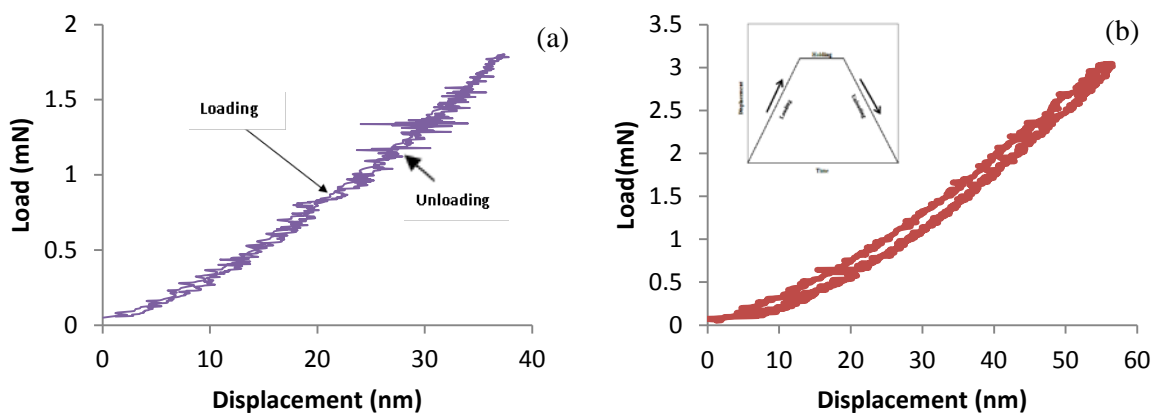 (a)
2
1.5
1
0.5
0
Load (mN)
Loading
Unloading
0 10 20 30 40
Displacement (nm)
(b)
3.5
3
2.5
2
1.5
1
0.5
0
Load(mN)
Holding
Displacement
Loading
Unloading
Time
0 10 20 30 40 50 60
Displacement (nm)